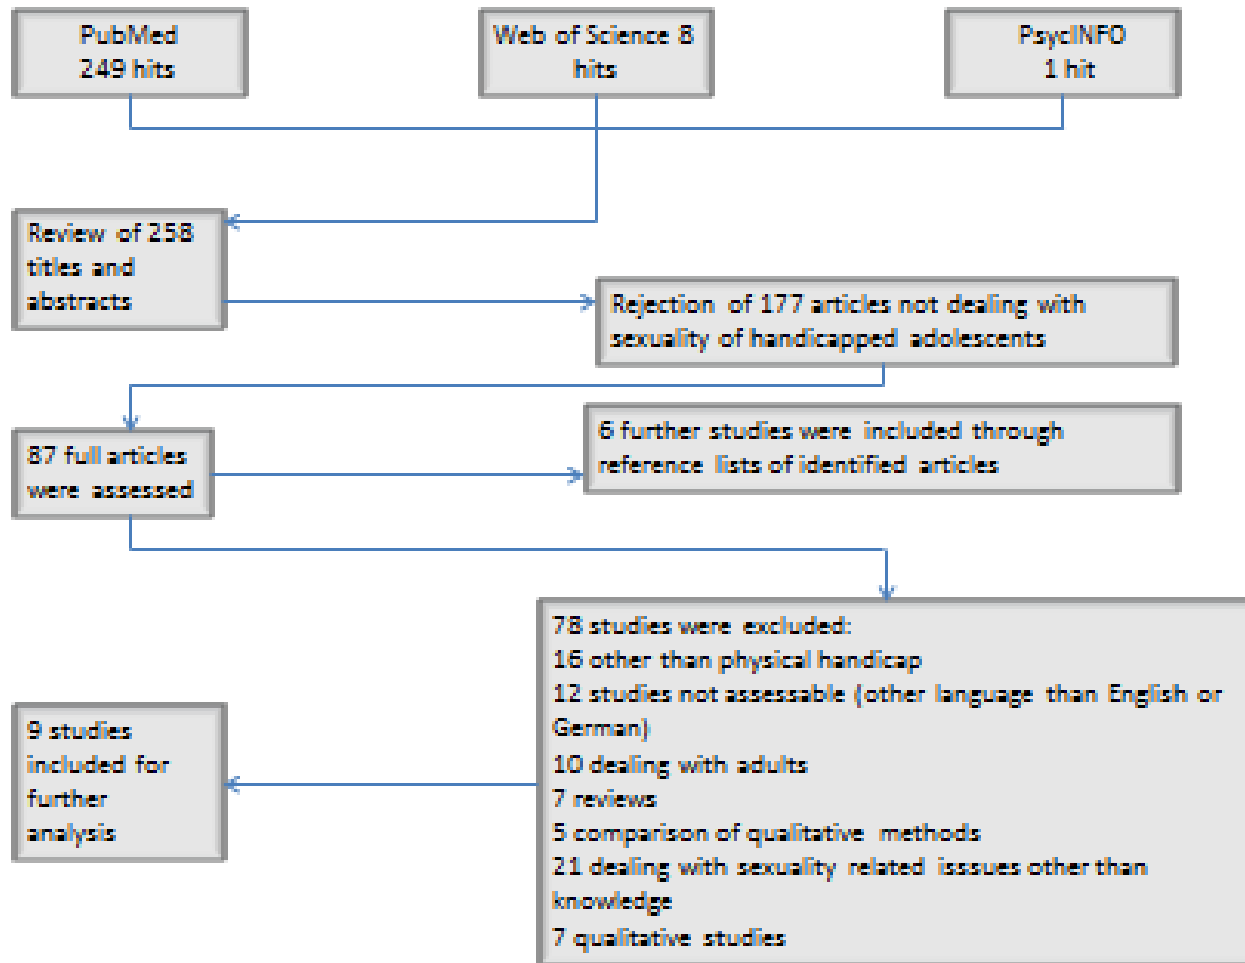 PubMed
249 hits
Web of Science 8
hits
PsycINFO
1 hit
Review of 258
titles and
abstracts
Rejection of 177 articles not dealing with
sexuality of handicapped adolescents
87 full articles
were assessed
6 further studies were included through
reference lists of identified articles
78 studies were excluded:
16 other than physical handicap
12 studies not assessable (other language than English or
German)
10 dealing with adults
7 reviews
5 comparison of qualitative methods
21 dealing with sexuality related isssues other than
knowledge
7 qualitative studies
9 studies
included for
further
analysis